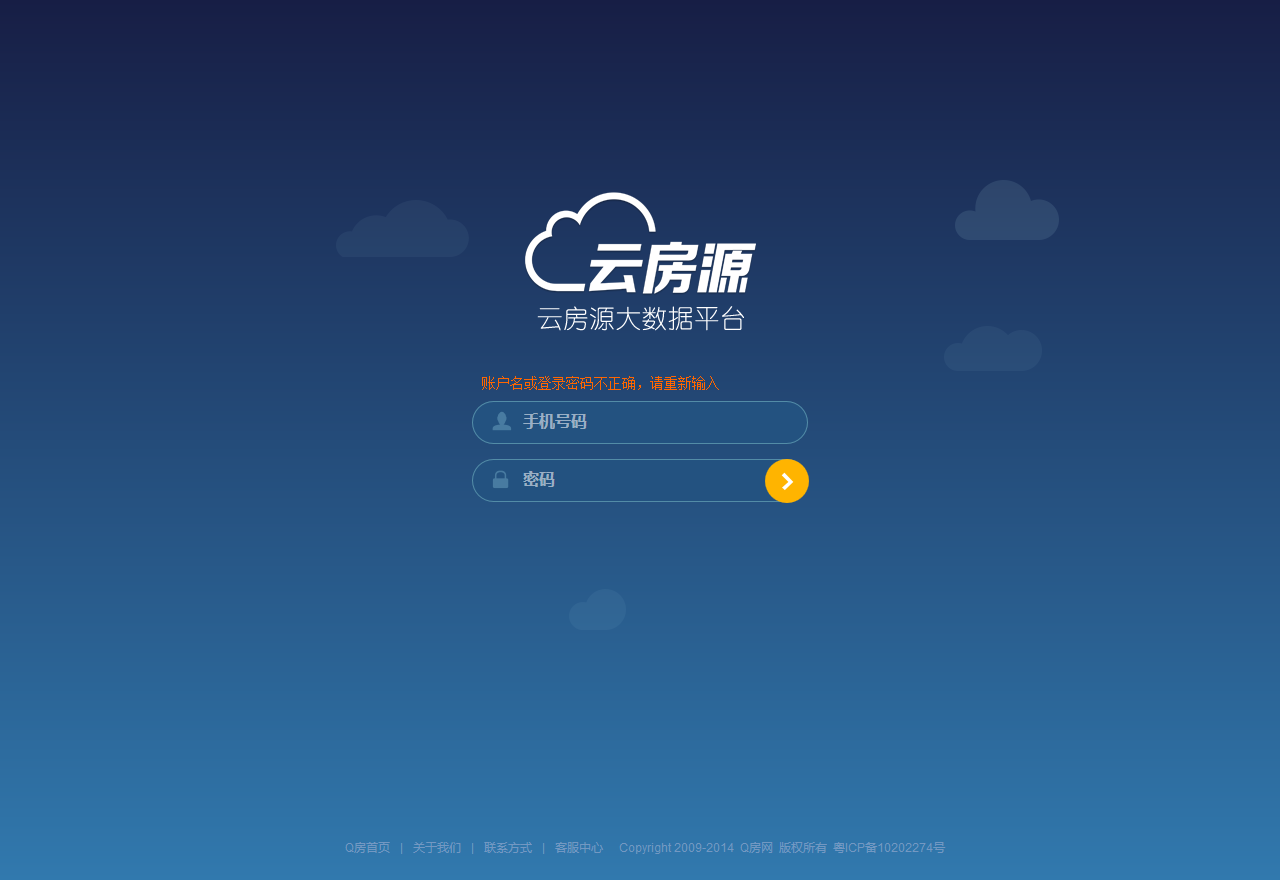 云房源
云房源大数据平台
账户名或登录密码不正确，请重新输入
手机号码
密码
Q房首页 | 关于我们 | 联系方式 | 客服中心 Copyright 2009-2014 Q房网 版权所有 粤ICP备10202274号